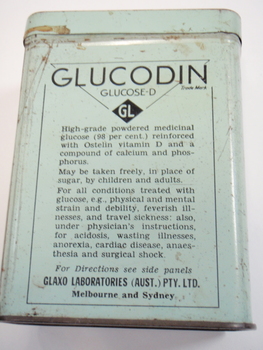 GLUCODIN
Trade Mark
GLUCOSE-D
GL
High-grade powdered medicinal
glucose (98 per cent.) reinforced
with Ostelin vitamin D and a
compound of calcium and phos-
phorus.
May be taken freely, in place of
sugar, by children and adults.
For all conditions treated with
glucose, e.g., physical and mental
strain and debility, feverish ill-
nesses, and travel sickness: also,
under physician's instructions,
for acidosis, wasting illnesses,
anorexia, cardiac disease, anaes-
thesia and surgical shock.
For Directions see side panels
GLAXO LABORATORIES (AUST.) PTY. LTD.
Melbourne and Sydney